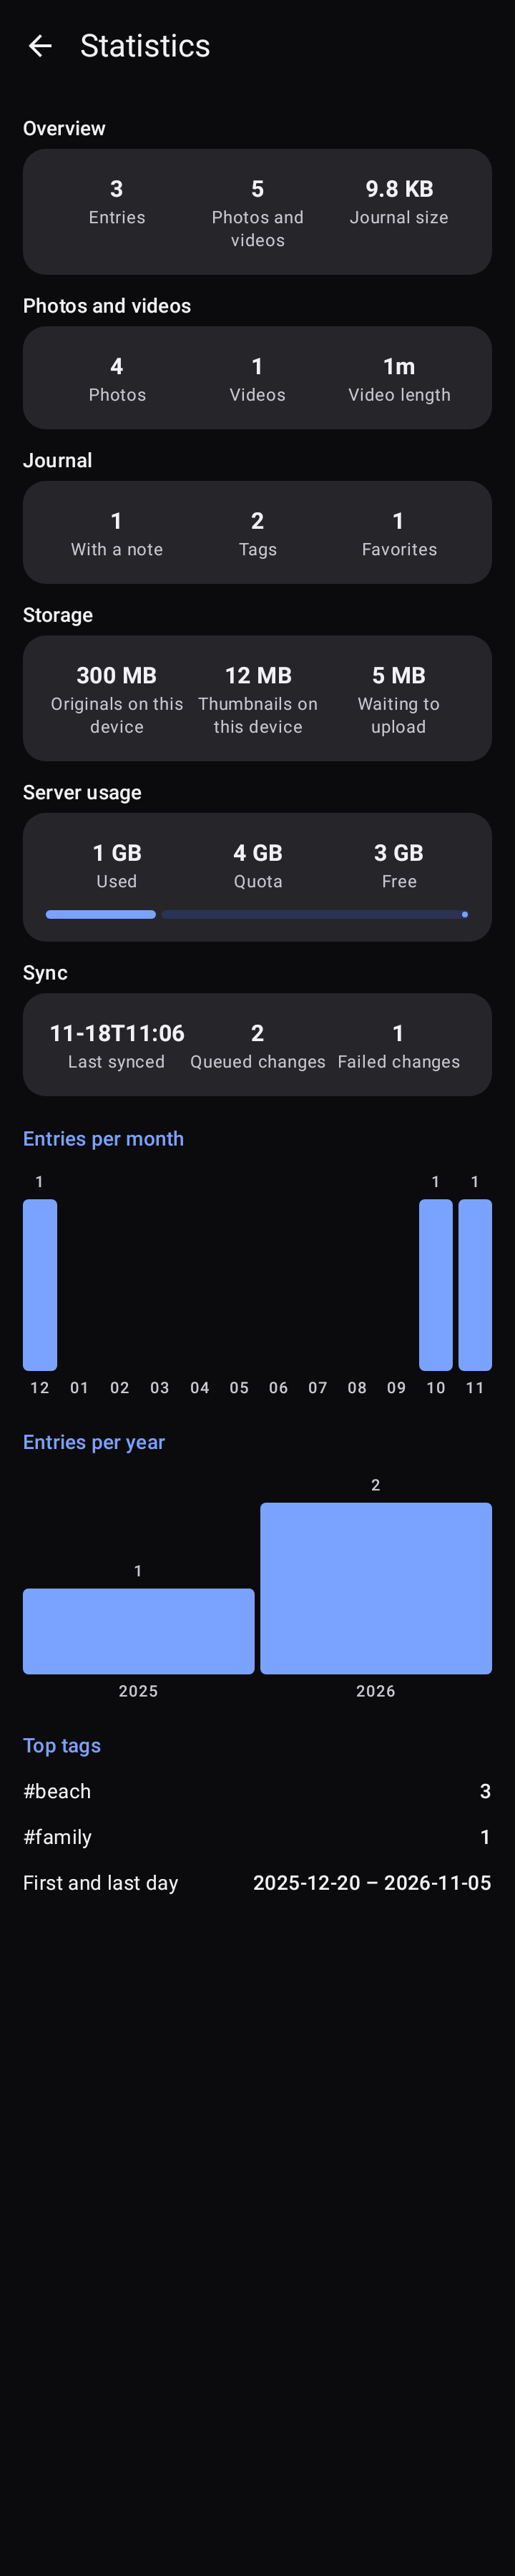 Statistics
Overview
3 5 9.8 KB
Entries Photos and videos Journal size
Photos and videos
4 1 1m
Photos Videos Video length
Journal
1 2 1
With a note Tags Favorites
Storage
300 MB 12 MB 5 MB
Originals on this device Thumbnails on this device Waiting to upload
Server usage
1 GB 4 GB 3 GB
Used Quota Free
Sync
11-18T11:06 2 1
Last synced Queued changes Failed changes
Entries per month
1 1 1
12 01 02 03 04 05 06 07 08 09 10 11
Entries per year
2
1
2025 2026
Top tags
#beach 3
#family 1
First and last day 2025-12-20 – 2026-11-05